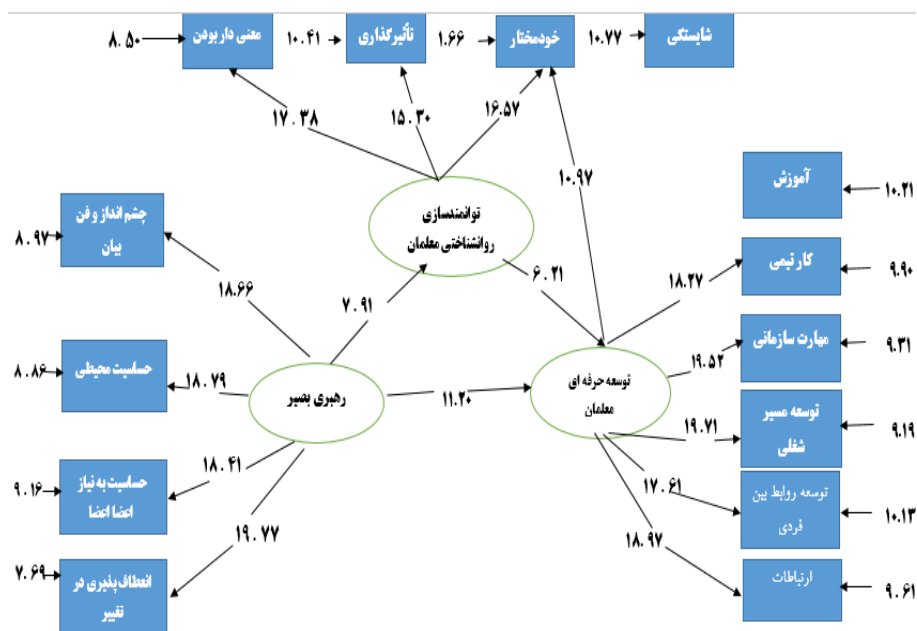 ۸.۵۰
معنی دار بودن
۱۰.۴۱
تأثیرگذاری
۱.۶۶
خودمختار
۱۰.۷۷
شایستگی
۱۷.۳۸
۱۵.۳۰
۱۶.۵۷
۱۰.۹۷
توانمندسازی
روانشناختی معلمان
آموزش
۱۰.۲۱
چشم انداز و فن
بیان
۸.۹۷
۱۸.۶۶
۷.۹۱
۶.۲۱
۱۸.۲۷
کار تیمی
۹.۹۰
حساسیت محیطی
۸.۸۶
۱۸.۷۹
رهبری بصیر
۱۱.۲۰
توسعه حرفه ای
معلمان
۱۹.۵۲
مهارت سازمانی
۹.۳۱
۱۹.۷۱
توسعه مسیر
شغلی
۹.۱۹
حساسیت به نیاز
اعضا اعضا
۹.۱۶
۱۸.۴۱
۱۷.۶۱
توسعه روابط بین
فردی
۱۰.۱۳
انعطاف پذیری در
تغییر
۷.۶۹
۱۹.۷۷
۱۸.۹۷
ارتباطات
۹.۶۱